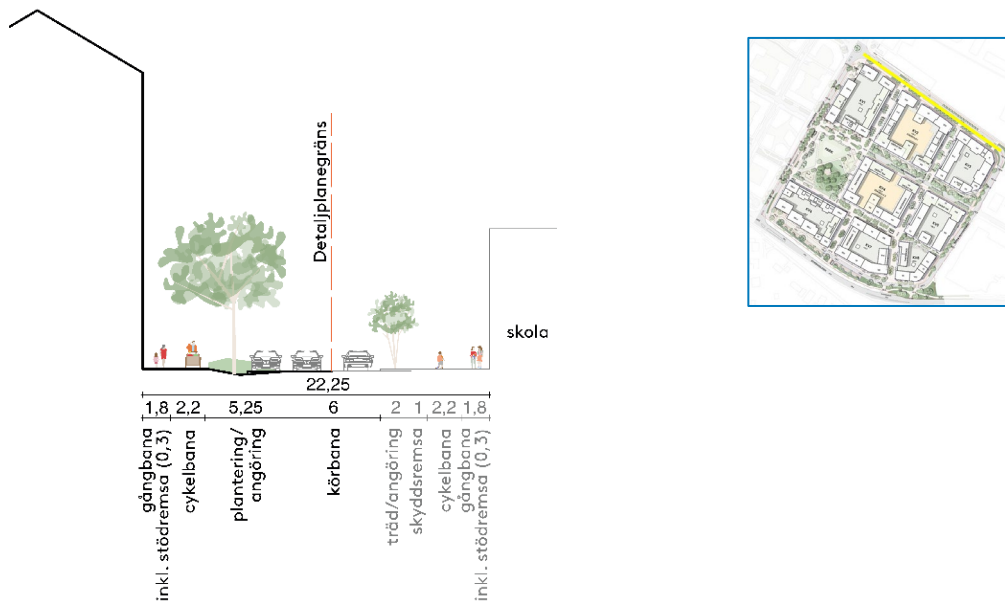 Detaljplanegräns
skola
22,25
1,8 2,2 5,25 6 2 1 2,2 1,8
gångbana
inkl. stödremsa (0,3)
cykelbana
plantering/
angöring
körbana
träd/angöring
skyddsremsa
cykelbana
gångbana
inkl. stödremsa (0,3)